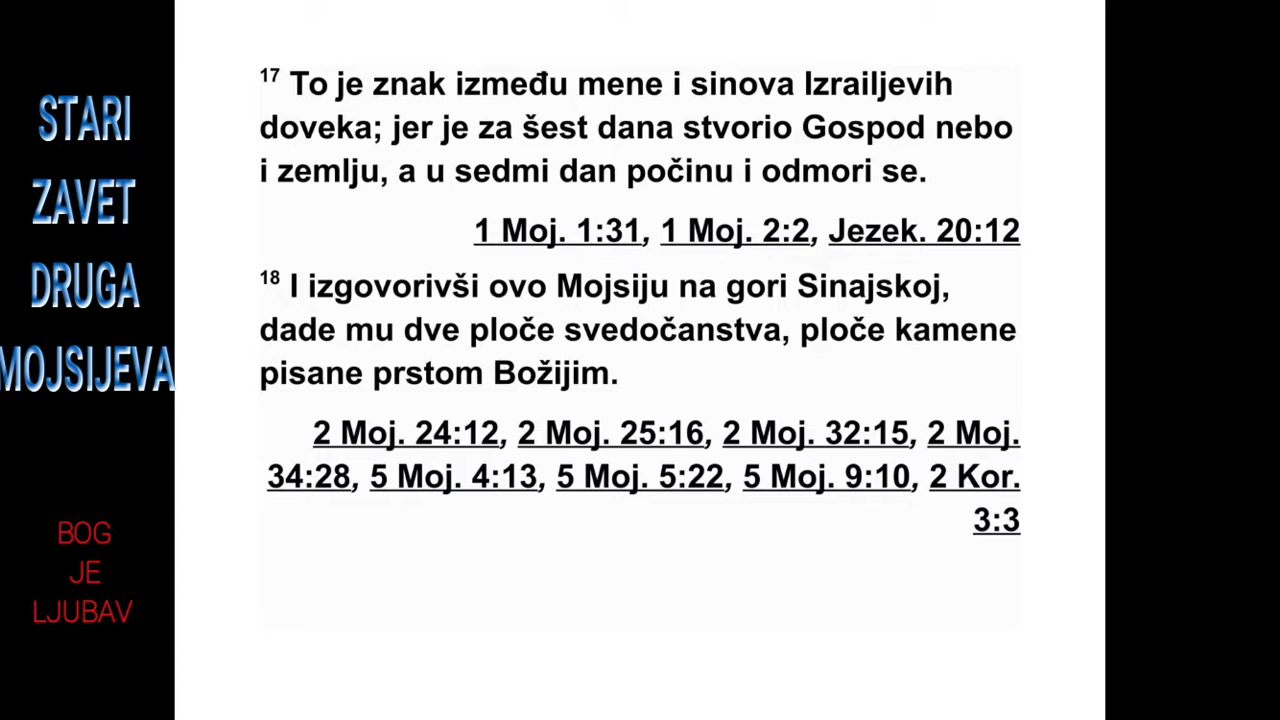 STARI
ZAVET
DRUGA
MOJSIJEVA
BOG
JE
LJUBAV
17 To je znak između mene i sinova Izrailjevih
doveka; jer je za šest dana stvorio Gospod nebo
i zemlju, a u sedmi dan počinu i odmori se.
1 Moj. 1:31, 1 Moj. 2:2, Jezek. 20:12
18 I izgovorivši ovo Mojsiju na gori Sinajskoj,
dade mu dve ploče svedočanstva, ploče kamene
pisane prstom Božijim.
2 Moj. 24:12, 2 Moj. 25:16, 2 Moj. 32:15, 2 Moj.
34:28, 5 Moj. 4:13, 5 Moj. 5:22, 5 Moj. 9:10, 2 Kor.
3:3